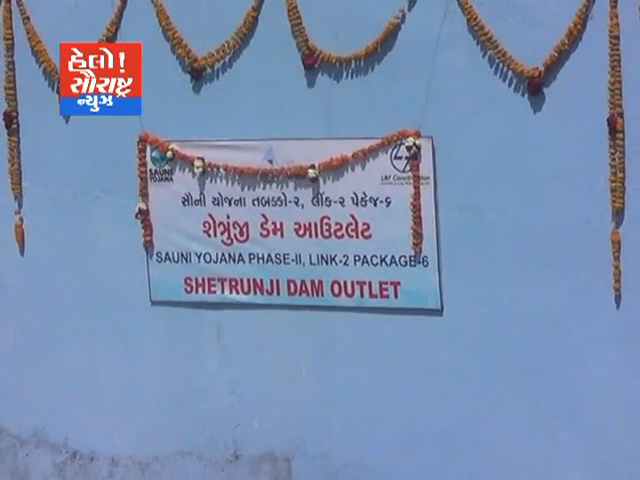 હેલો!
સૌરાષ્ટ્ર
ન્યુઝ
SAUNI
YOJANA
L&T Construction
સૌની યોજના તબક્કો-૨, લીંક-૨ પેકેજ-૬
શેત્રુંજી ડેમ આઉટલેટ
SAUNI YOJANA PHASE-II, LINK-2 PACKAGE-6
SHETRUNJI DAM OUTLET